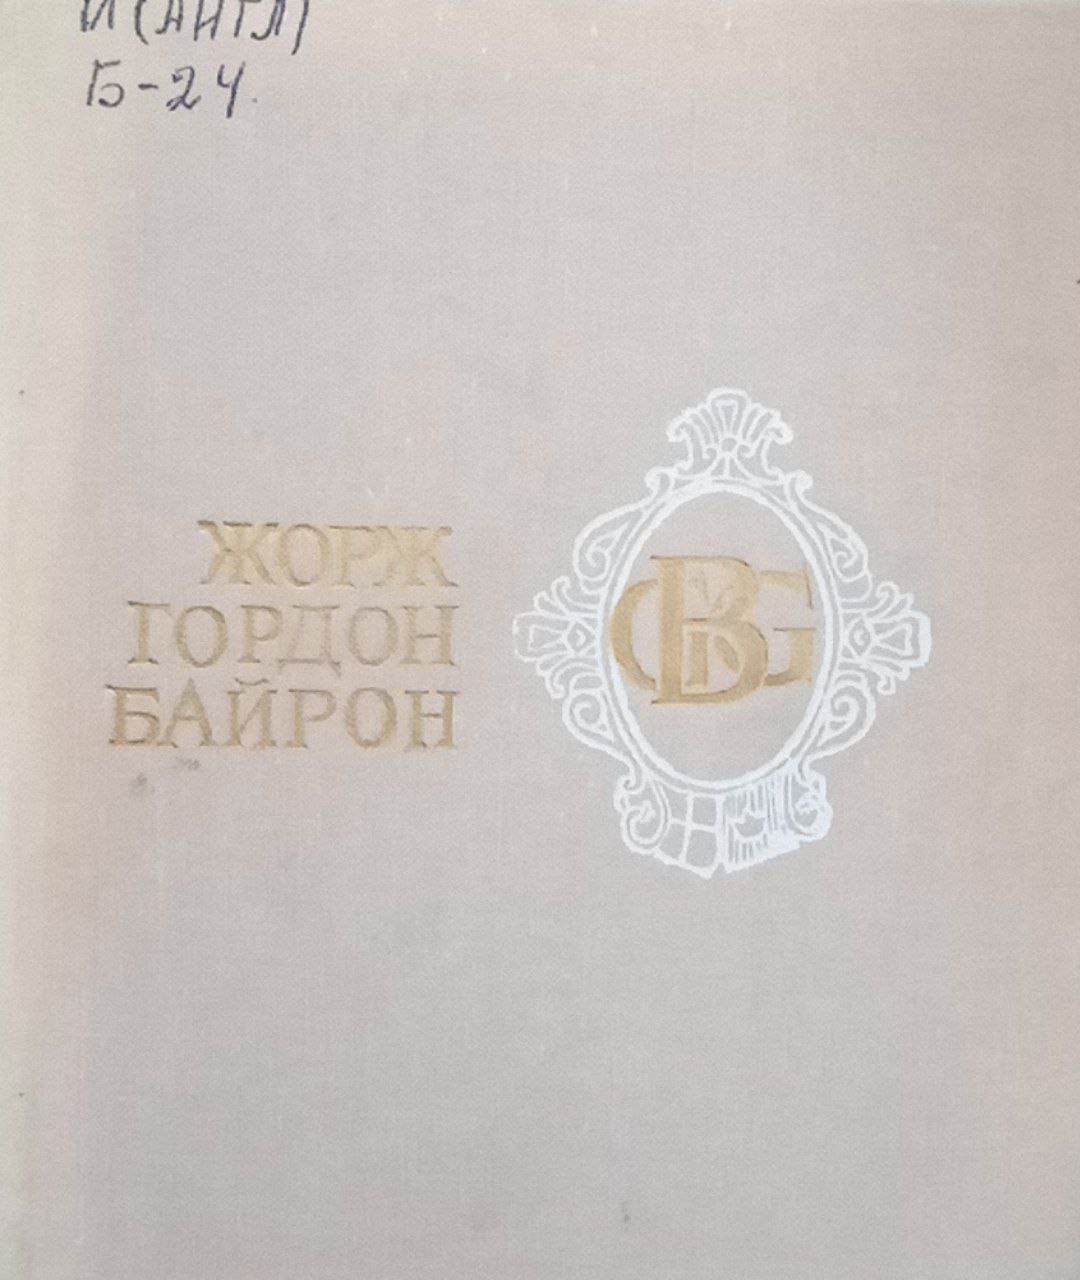 И(АНГЛ)
Б-24
ЖОРЖ
ГОРДОН
БАЙРОН
GBG